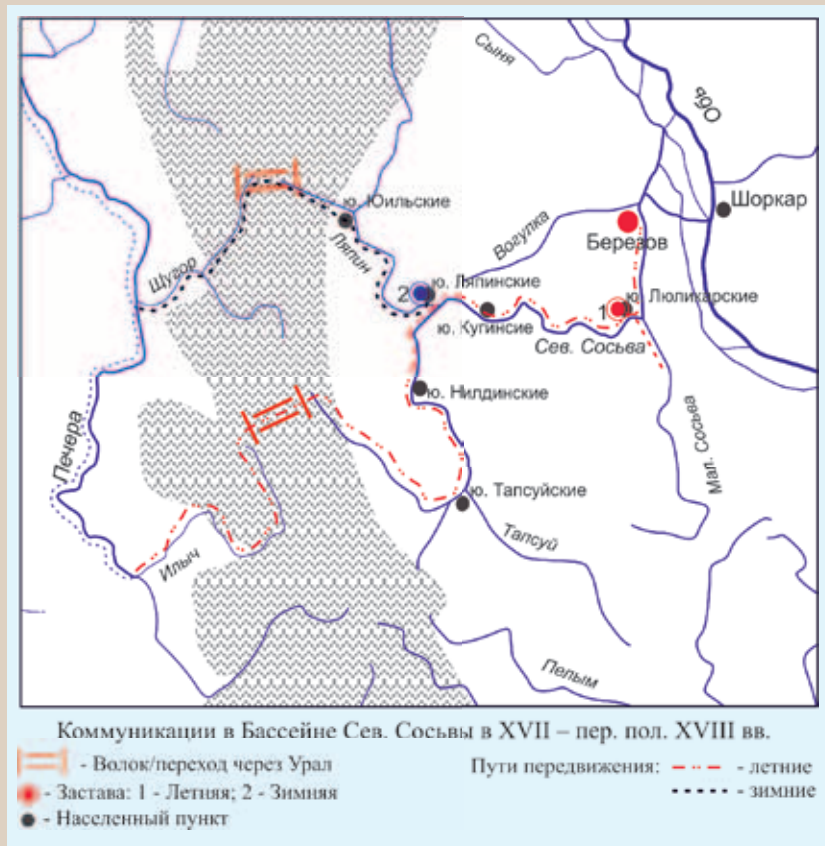 Сыня
Обь
ю. Юильские
Шоркар
Ляпин
Вогулка
Березов
Щугор
2
ю. Ляпинские
1
ю. Люликарские
ю. Кугинсие
Сев. Сосьва
ю. Нилдинские
Печера
Мал. Сосьва
ю. Тапсуйские
Тапсуй
Илыч
Пелым
Коммуникации в Бассейне Сев. Сосьвы в XVII – пер. пол. XVIII вв.
- Волок/переход через Урал
Пути передвижения:
- летние
- Застава: 1 - Летняя; 2 - Зимняя
- зимние
- Населенный пункт